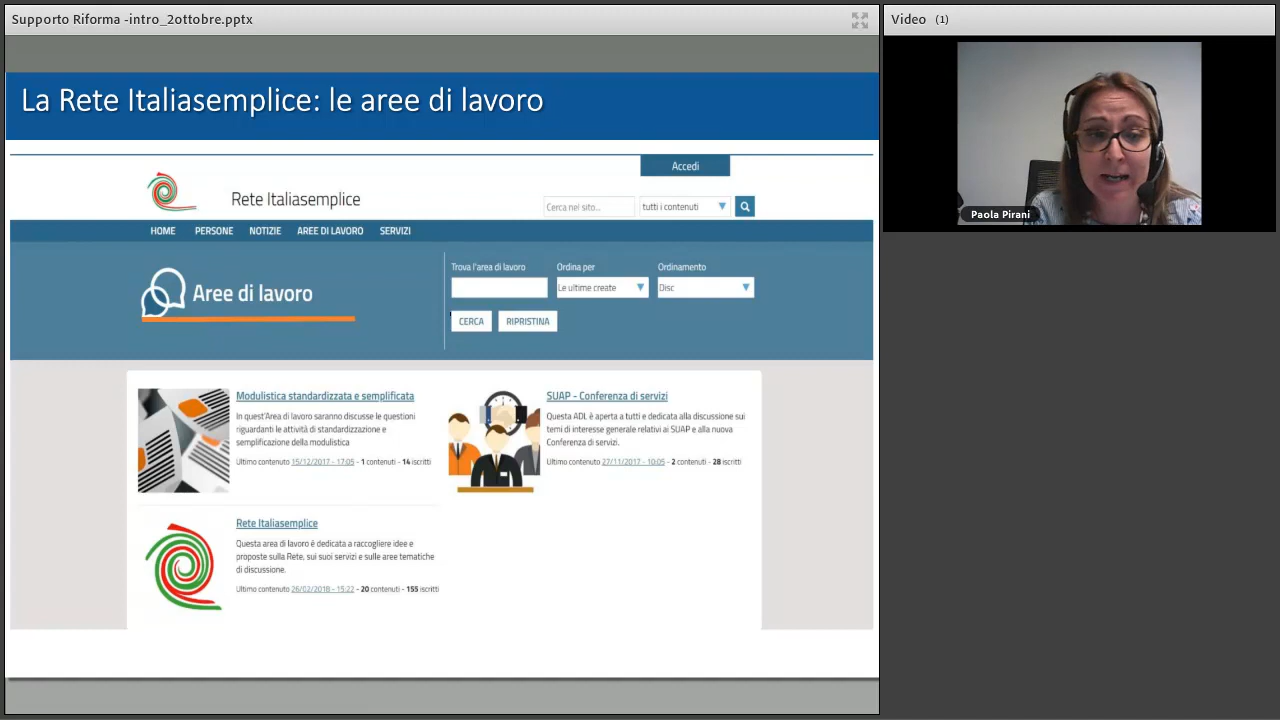 Supporto Riforma -intro_2ottobre.pptx
Video (1)
La Rete Italiasemplice: le aree di lavoro
Accedi
Rete Italiasemplice
Cerca nel sito...
tutti i contenuti
HOME PERSONE NOTIZIE AREE DI LAVORO SERVIZI
Aree di lavoro
Trova l'area di lavoro
Ordina per
Ordinamento
Le ultime create
Disc
CERCA
RIPRISTINA
Modulistica standardizzata e semplificata
In quest'Area di lavoro saranno discusse le questioni
riguardanti le attività di standardizzazione e
semplificazione della modulistica
Ultimo contenuto 15/12/2017 - 17:05 - 1 contenuti - 14 iscritti
SUAP - Conferenza di servizi
Questa ADL è aperta a tutti e dedicata alla discussione sui
temi di interesse generale relativi ai SUAP e alla nuova
Conferenza di servizi.
Ultimo contenuto 27/11/2017 - 10:05 - 2 contenuti - 28 iscritti
Rete Italiasemplice
Questa area di lavoro è dedicata a raccogliere idee e
proposte sulla Rete, sui suoi servizi e sulle aree tematiche
di discussione.
Ultimo contenuto 26/02/2018 - 15:22 - 20 contenuti - 155 iscritti
Paola Pirani